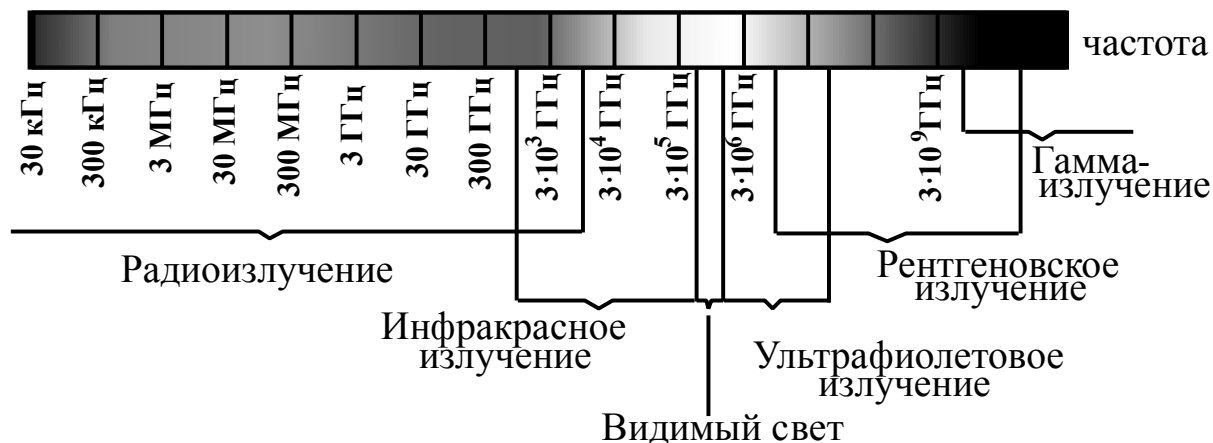 частота
30 кГц
300 кГц
3 МГц
30 МГц
300 МГц
3 ГГц
30 ГГц
300 ГГц
3·10³ ГГц
3·10⁴ ГГц
3·10⁵ ГГц
3·10⁶ ГГц
3·10⁹ ГГц
Гамма-
излучение
Радиоизлучение
Рентгеновское
излучение
Инфракрасное
излучение
Ультрафиолетовое
излучение
Видимый свет